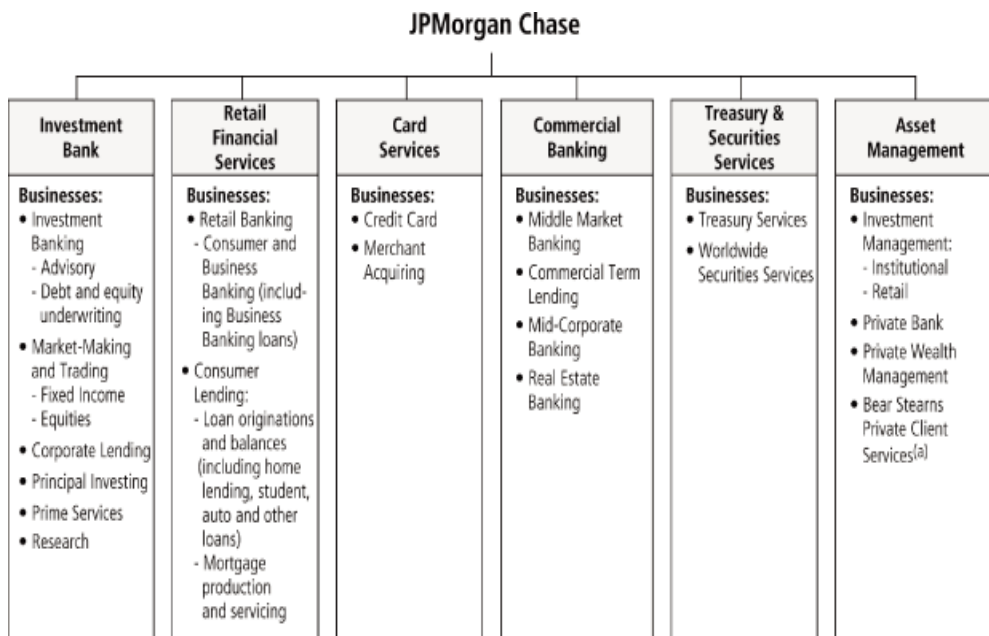 JPMorgan Chase
Investment
Bank
Businesses:
• Investment
Banking
- Advisory
- Debt and equity
underwriting
• Market-Making
and Trading
- Fixed Income
- Equities
• Corporate Lending
• Principal Investing
• Prime Services
• Research
Retail
Financial
Services
Businesses:
• Retail Banking
- Consumer and
Business
Banking (includ-
ing Business
Banking loans)
• Consumer
Lending:
- Loan originations
and balances
(including home
lending, student,
auto and other
loans)
- Mortgage
production
and servicing
Card
Services
Businesses:
• Credit Card
• Merchant
Acquiring
Commercial
Banking
Businesses:
• Middle Market
Banking
• Commercial Term
Lending
• Mid-Corporate
Banking
• Real Estate
Banking
Treasury &
Securities
Services
Businesses:
• Treasury Services
• Worldwide
Securities Services
Asset
Management
Businesses:
• Investment
Management:
- Institutional
- Retail
• Private Bank
• Private Wealth
Management
• Bear Stearns
Private Client
Services(a)